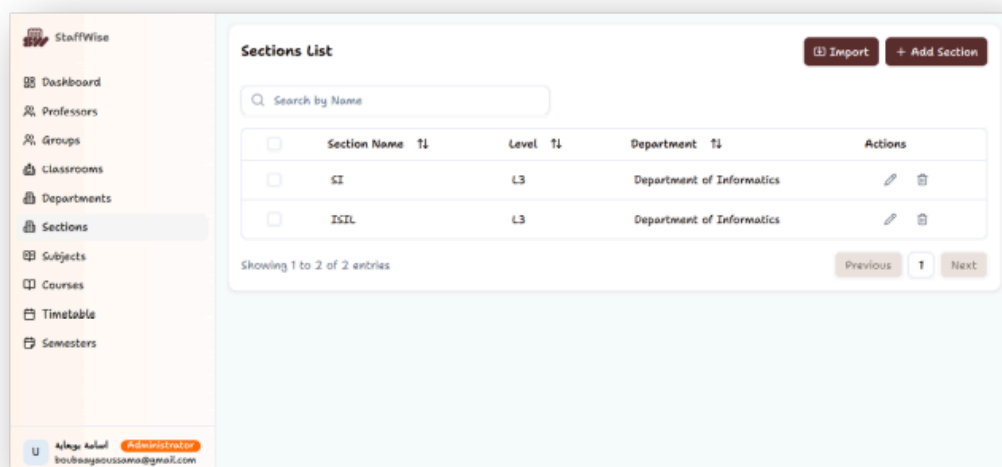 SW StaffWise
Dashboard
Professors
Groups
Classrooms
Departments
Sections
Subjects
Courses
Timetable
Semesters
U
اسامة بوبعاية Administrator
boubaayaoussama@gmail.com
Sections List
Import
+ Add Section
Search by Name
Section Name Level Department Actions
SI L3 Department of Informatics
ISIL L3 Department of Informatics
Showing 1 to 2 of 2 entries
Previous 1 Next